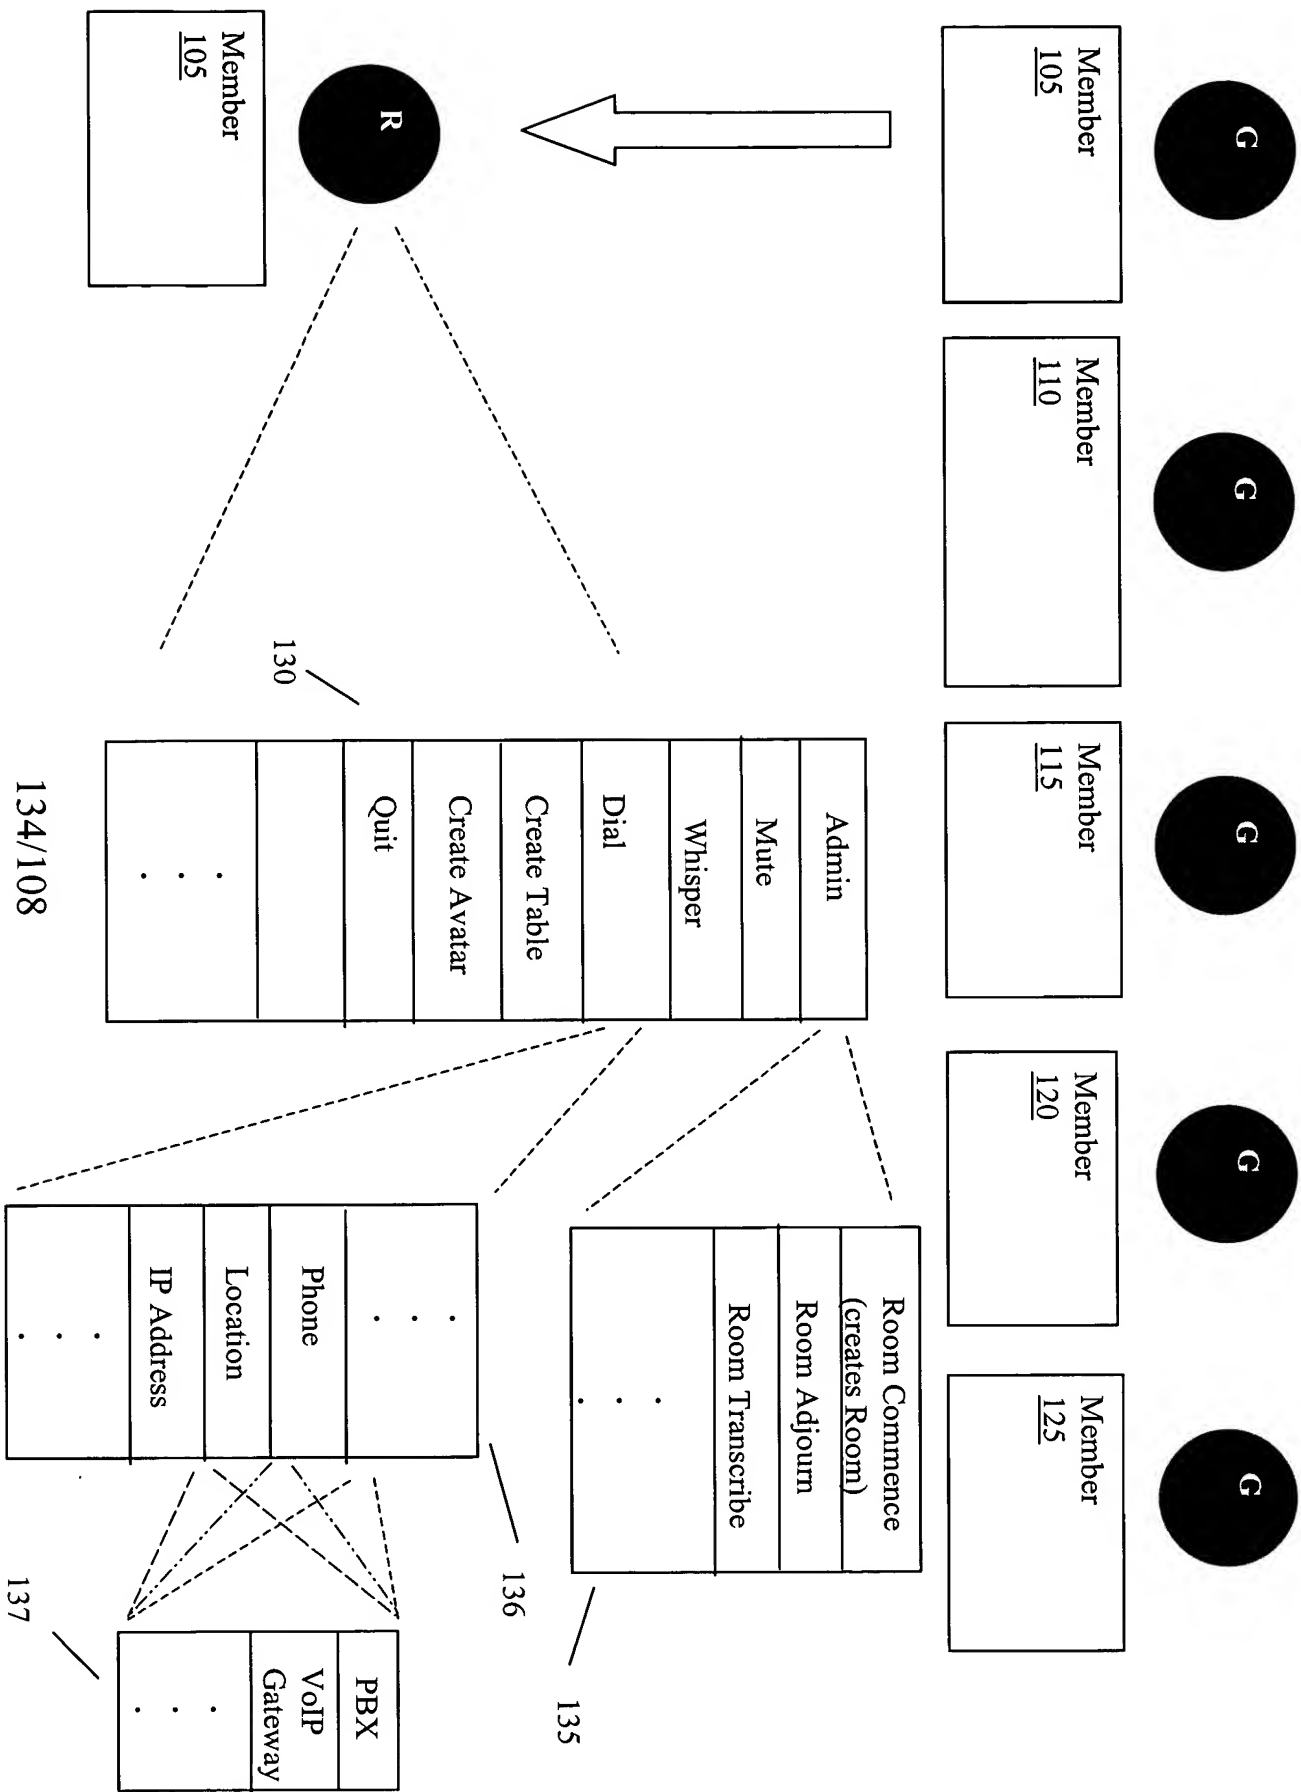 G
G
G
G
G
Member
105
Member
110
Member
115
Member
120
Member
125
R
Member
105
130
Admin
Mute
Whisper
Dial
Create Table
Create Avatar
Quit
. . .
Room Commence
(creates Room)
Room Adjourn
Room Transcribe
. . .
135
. . .
Phone
Location
IP Address
. . .
136
PBX
VoIP
Gateway
. . .
137
134/108